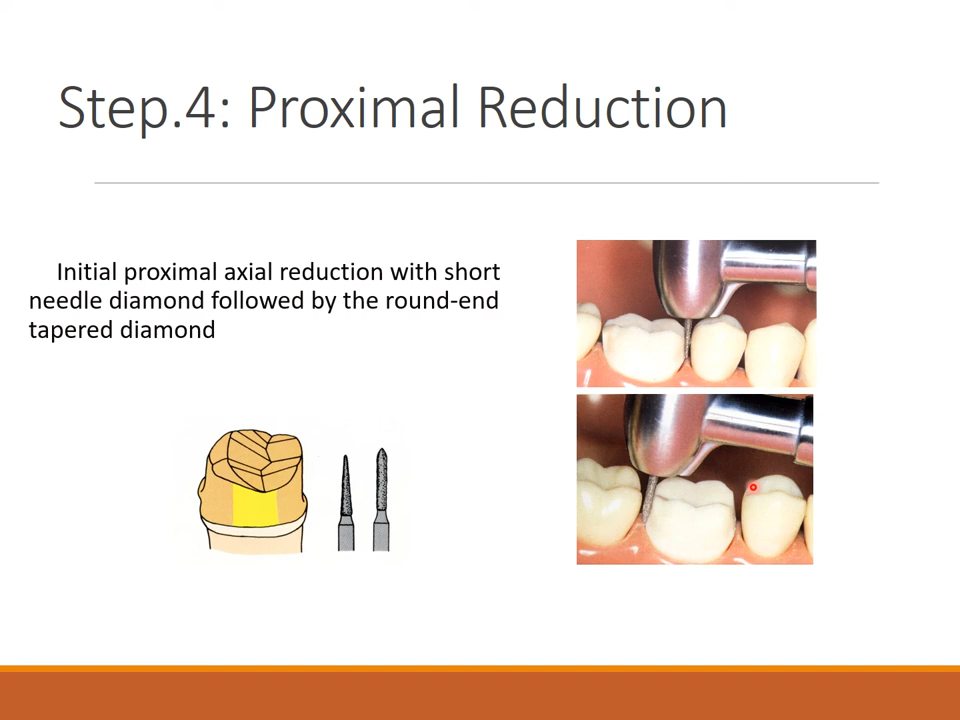 Step.4: Proximal Reduction
Initial proximal axial reduction with short
needle diamond followed by the round-end
tapered diamond